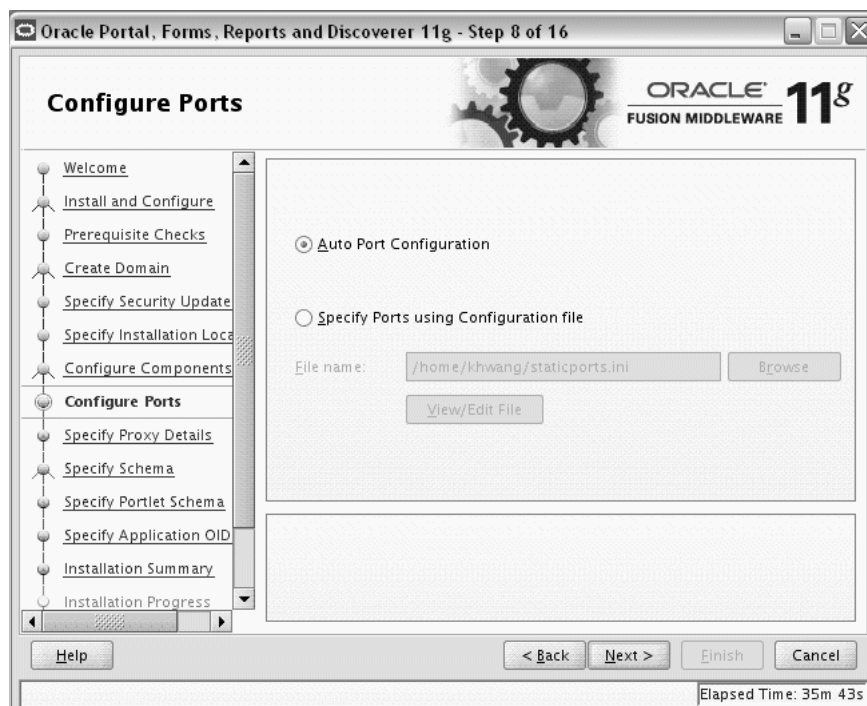 Oracle Portal, Forms, Reports and Discoverer 11g - Step 8 of 16
Configure Ports
ORACLE
FUSION MIDDLEWARE 11g
Welcome
Install and Configure
Prerequisite Checks
Create Domain
Specify Security Update
Specify Installation Loca
Configure Components
Configure Ports
Specify Proxy Details
Specify Schema
Specify Portlet Schema
Specify Application OID
Installation Summary
Installation Progress
Auto Port Configuration
Specify Ports using Configuration file
File name: /home/khwang/staticports.ini Browse
View/Edit File
Help < Back Next > Finish Cancel
Elapsed Time: 35m 43s